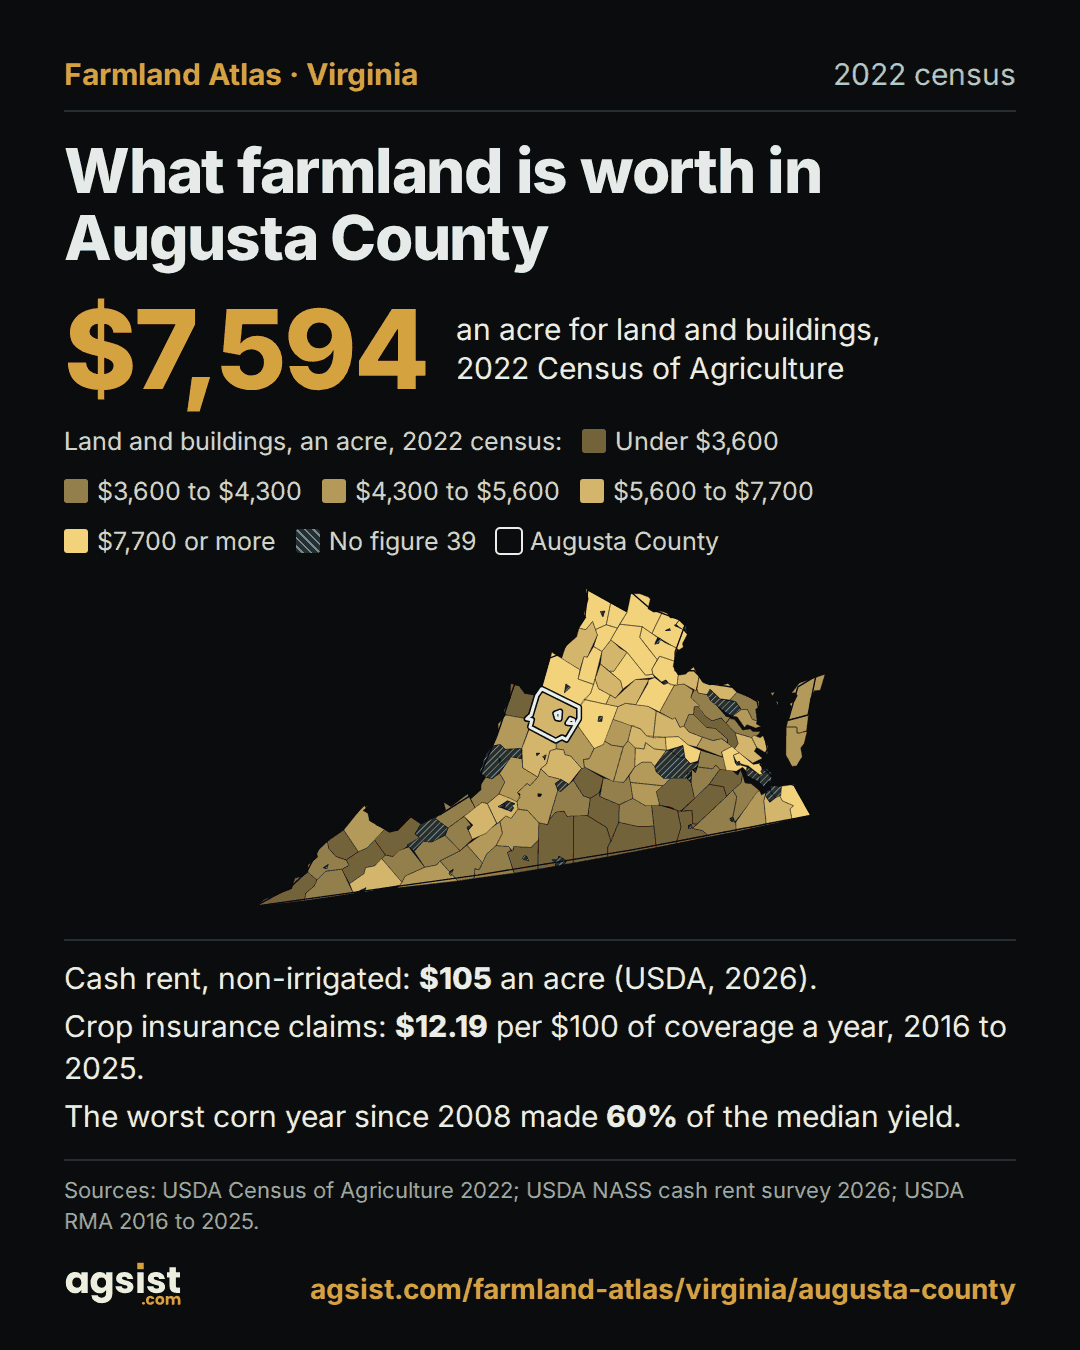 Farmland Atlas · Virginia
2022 census
What farmland is worth in
Augusta County
$7,594
an acre for land and buildings,
2022 Census of Agriculture
Land and buildings, an acre, 2022 census: Under $3,600
$3,600 to $4,300 $4,300 to $5,600 $5,600 to $7,700
$7,700 or more No figure 39 Augusta County
Cash rent, non-irrigated: $105 an acre (USDA, 2026).
Crop insurance claims: $12.19 per $100 of coverage a year, 2016 to
2025.
The worst corn year since 2008 made 60% of the median yield.
Sources: USDA Census of Agriculture 2022; USDA NASS cash rent survey 2026; USDA
RMA 2016 to 2025.
agsist
.com
agsist.com/farmland-atlas/virginia/augusta-county